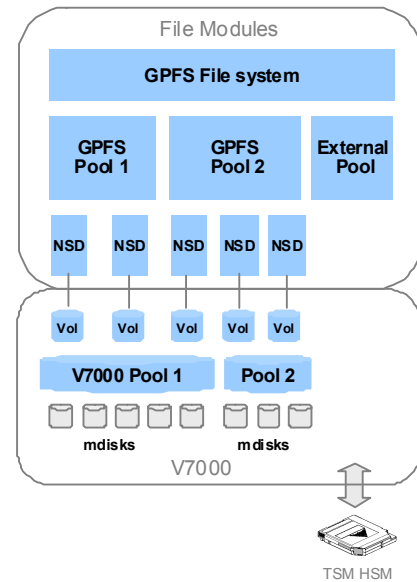 File Modules
GPFS File system
GPFS
Pool 1
GPFS
Pool 2
External
Pool
NSD
NSD
NSD
NSD
NSD
Vol
Vol
Vol
Vol
Vol
V7000 Pool 1
Pool 2
mdisks
mdisks
V7000
TSM HSM